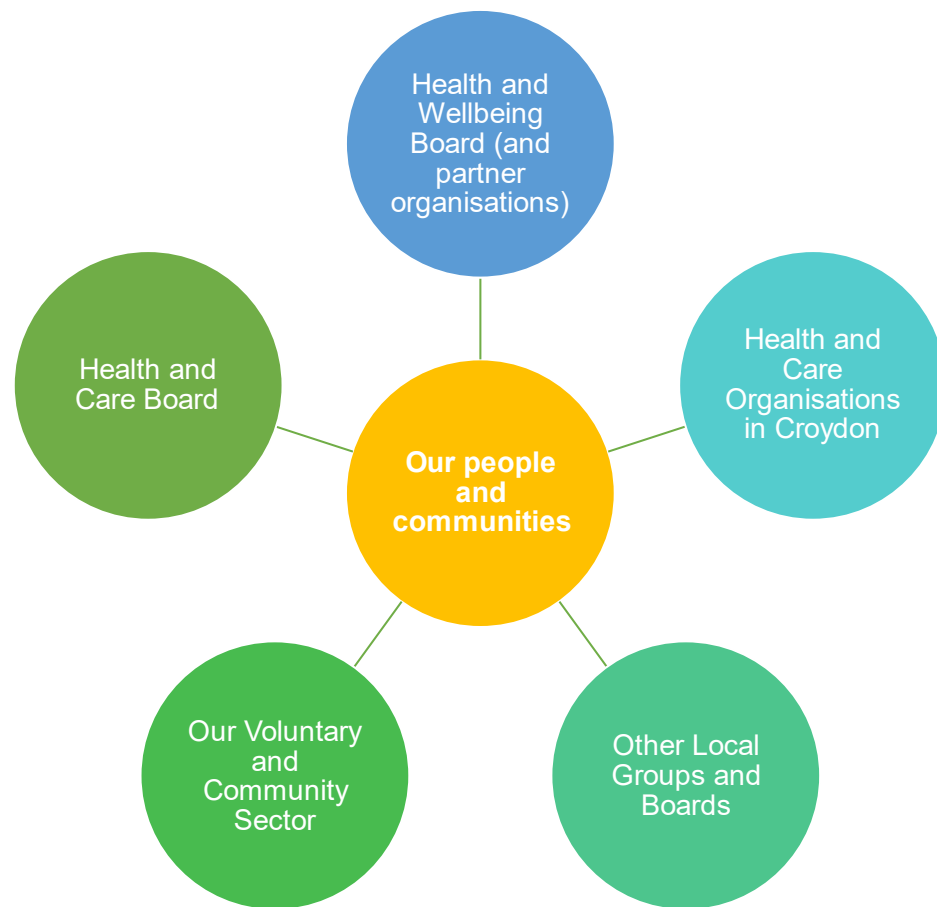 Health and
Wellbeing
Board (and
partner
organisations)
Health and
Care
Organisations
in Croydon
Health and
Care Board
Our people
and
communities
Our Voluntary
and
Community
Sector
Other Local
Groups and
Boards